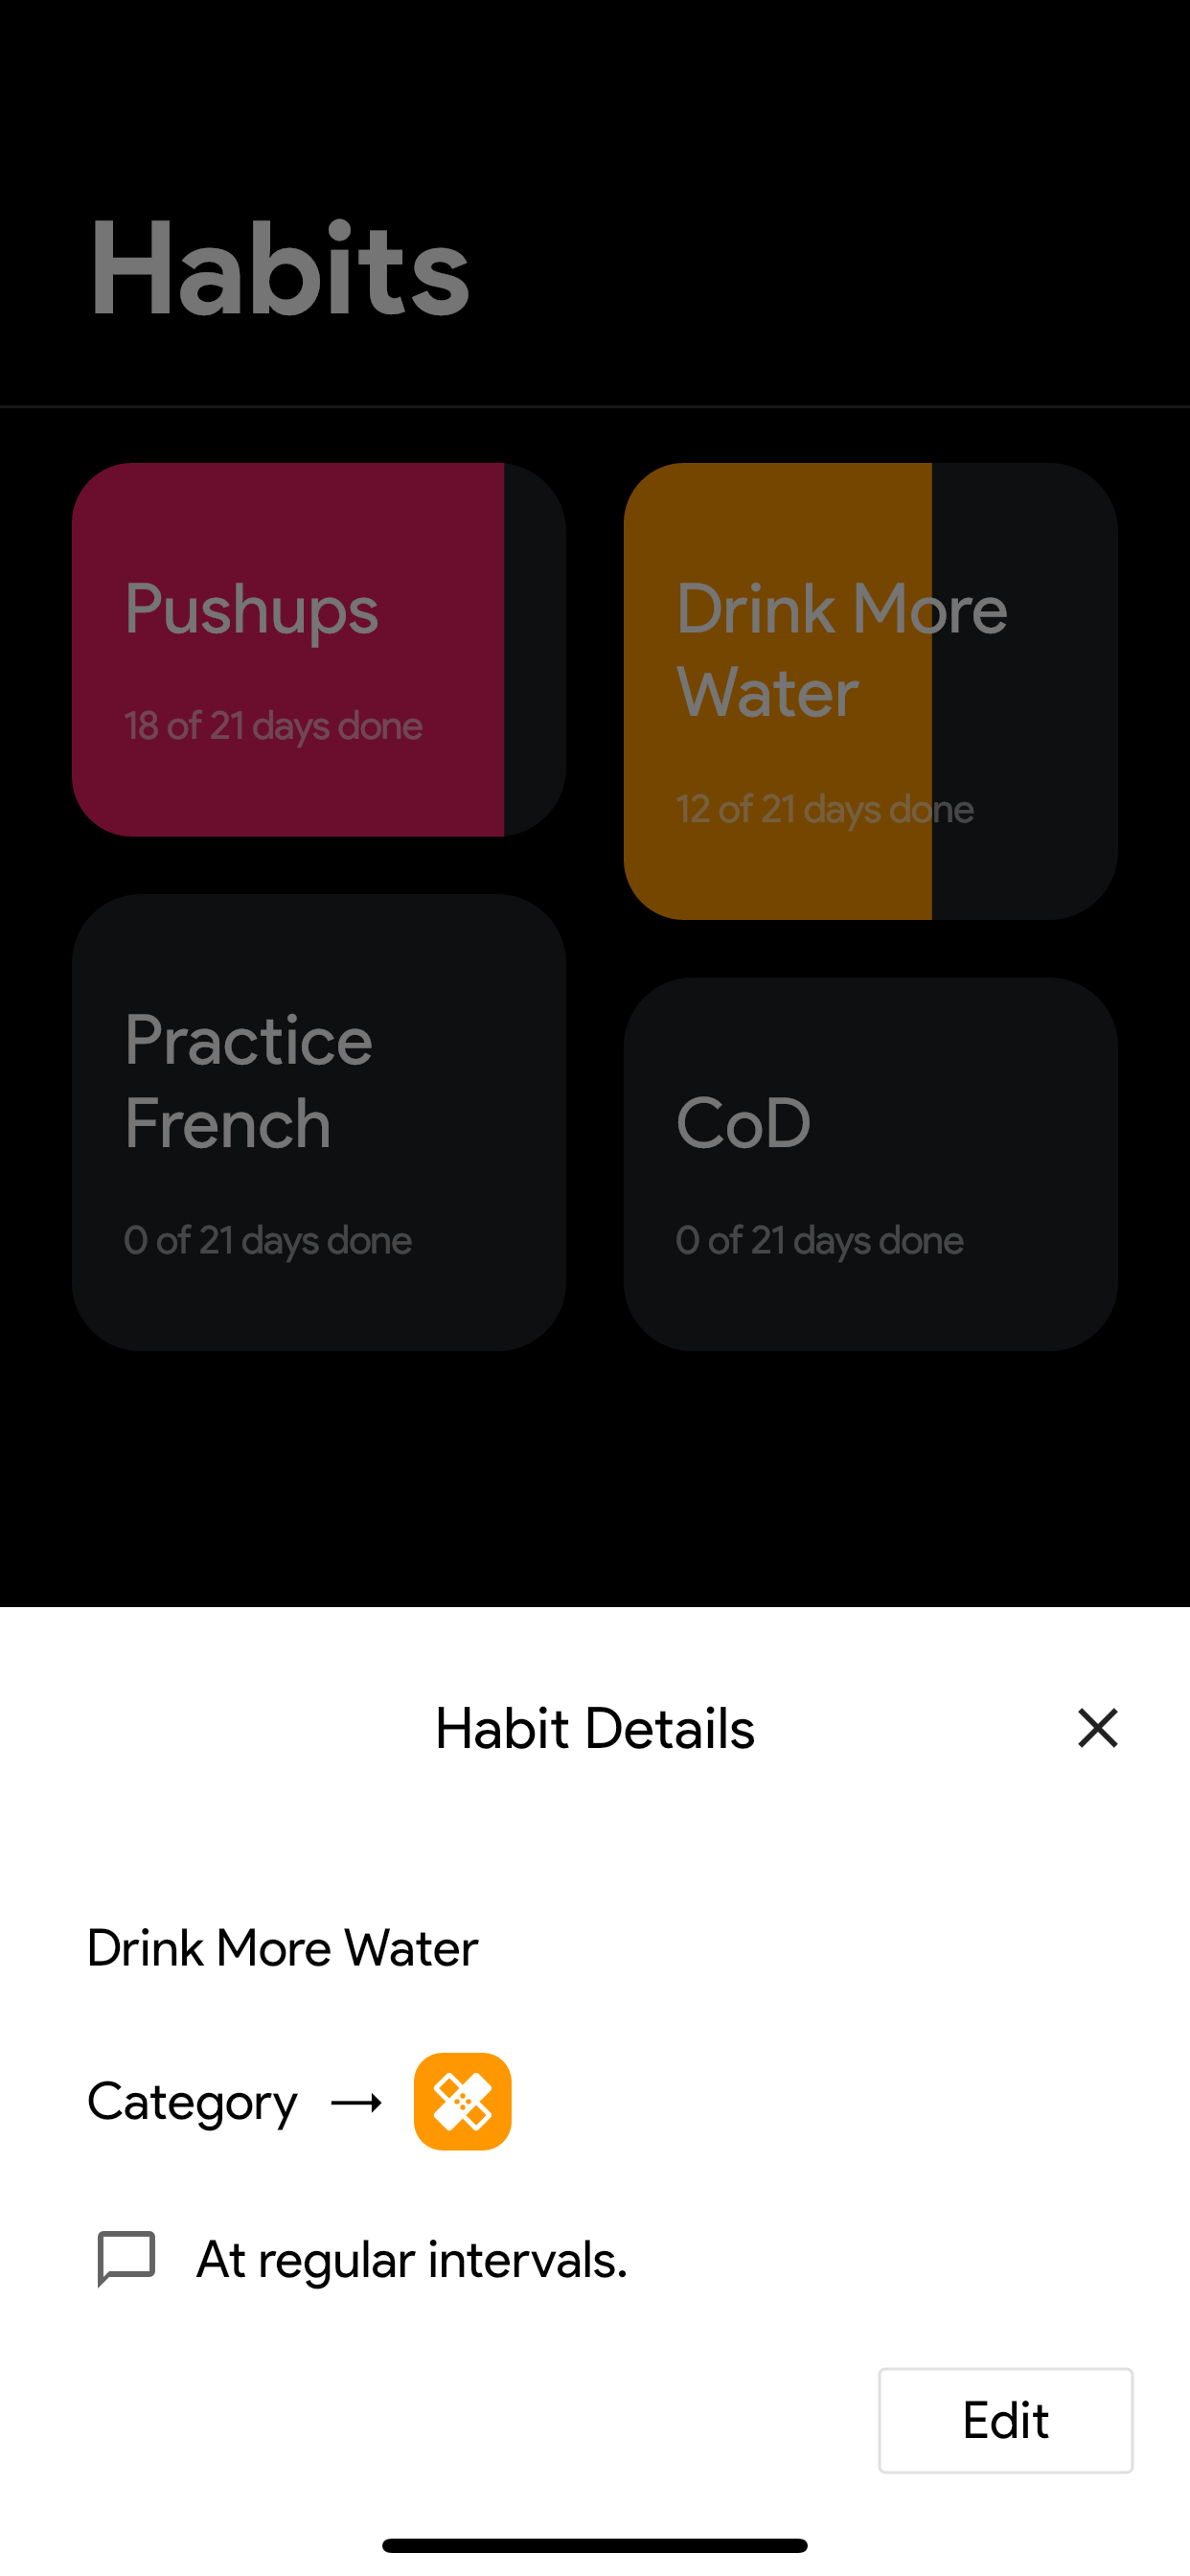 Habits
Pushups
18 of 21 days done
Drink More
Water
12 of 21 days done
Practice
French
0 of 21 days done
CoD
0 of 21 days done
Habit Details
Drink More Water
Category
At regular intervals.
Edit